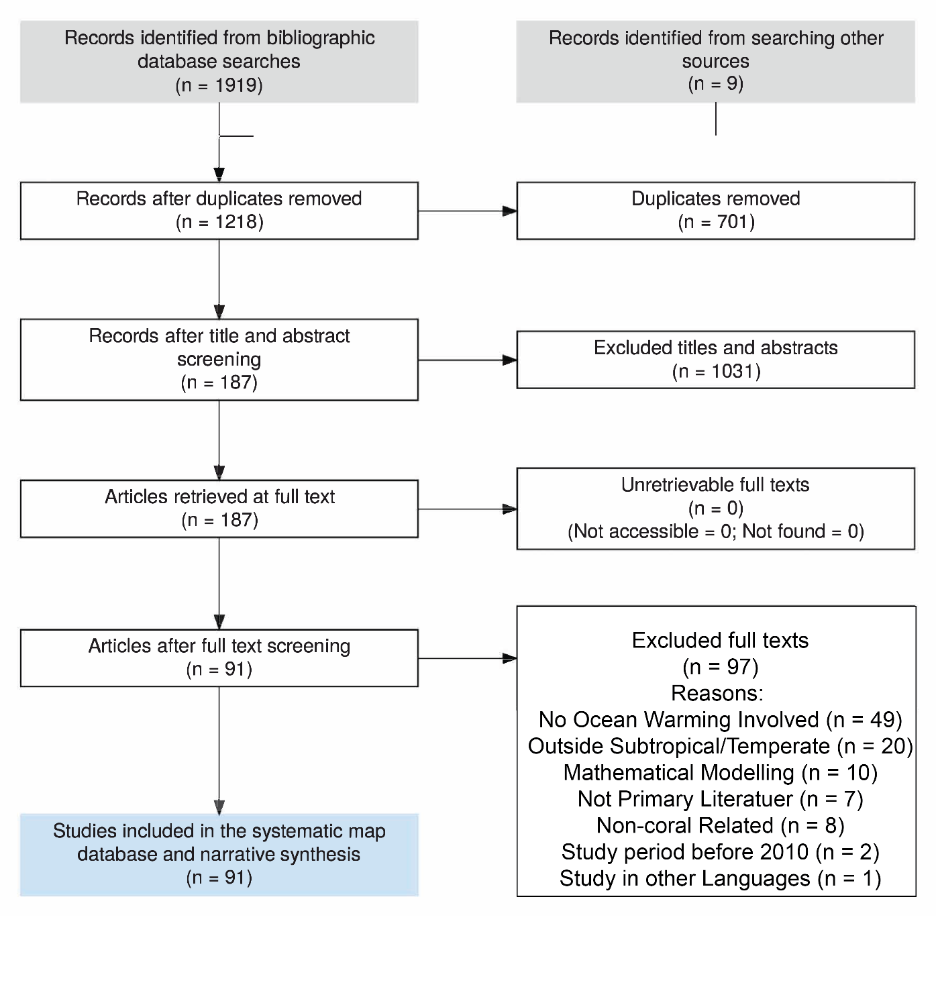 Records identified from bibliographic
database searches
(n = 1919)
Records identified from searching other
sources
(n = 9)
Records after duplicates removed
(n = 1218)
Duplicates removed
(n = 701)
Records after title and abstract
screening
(n = 187)
Excluded titles and abstracts
(n = 1031)
Articles retrieved at full text
(n = 187)
Unretrievable full texts
(n = 0)
(Not accessible = 0; Not found = 0)
Articles after full text screening
(n = 91)
Excluded full texts
(n = 97)
Reasons:
No Ocean Warming Involved (n = 49)
Outside Subtropical/Temperate (n = 20)
Mathematical Modelling (n = 10)
Not Primary Literatuer (n = 7)
Non-coral Related (n = 8)
Study period before 2010 (n = 2)
Study in other Languages (n = 1)
Studies included in the systematic map
database and narrative synthesis
(n = 91)